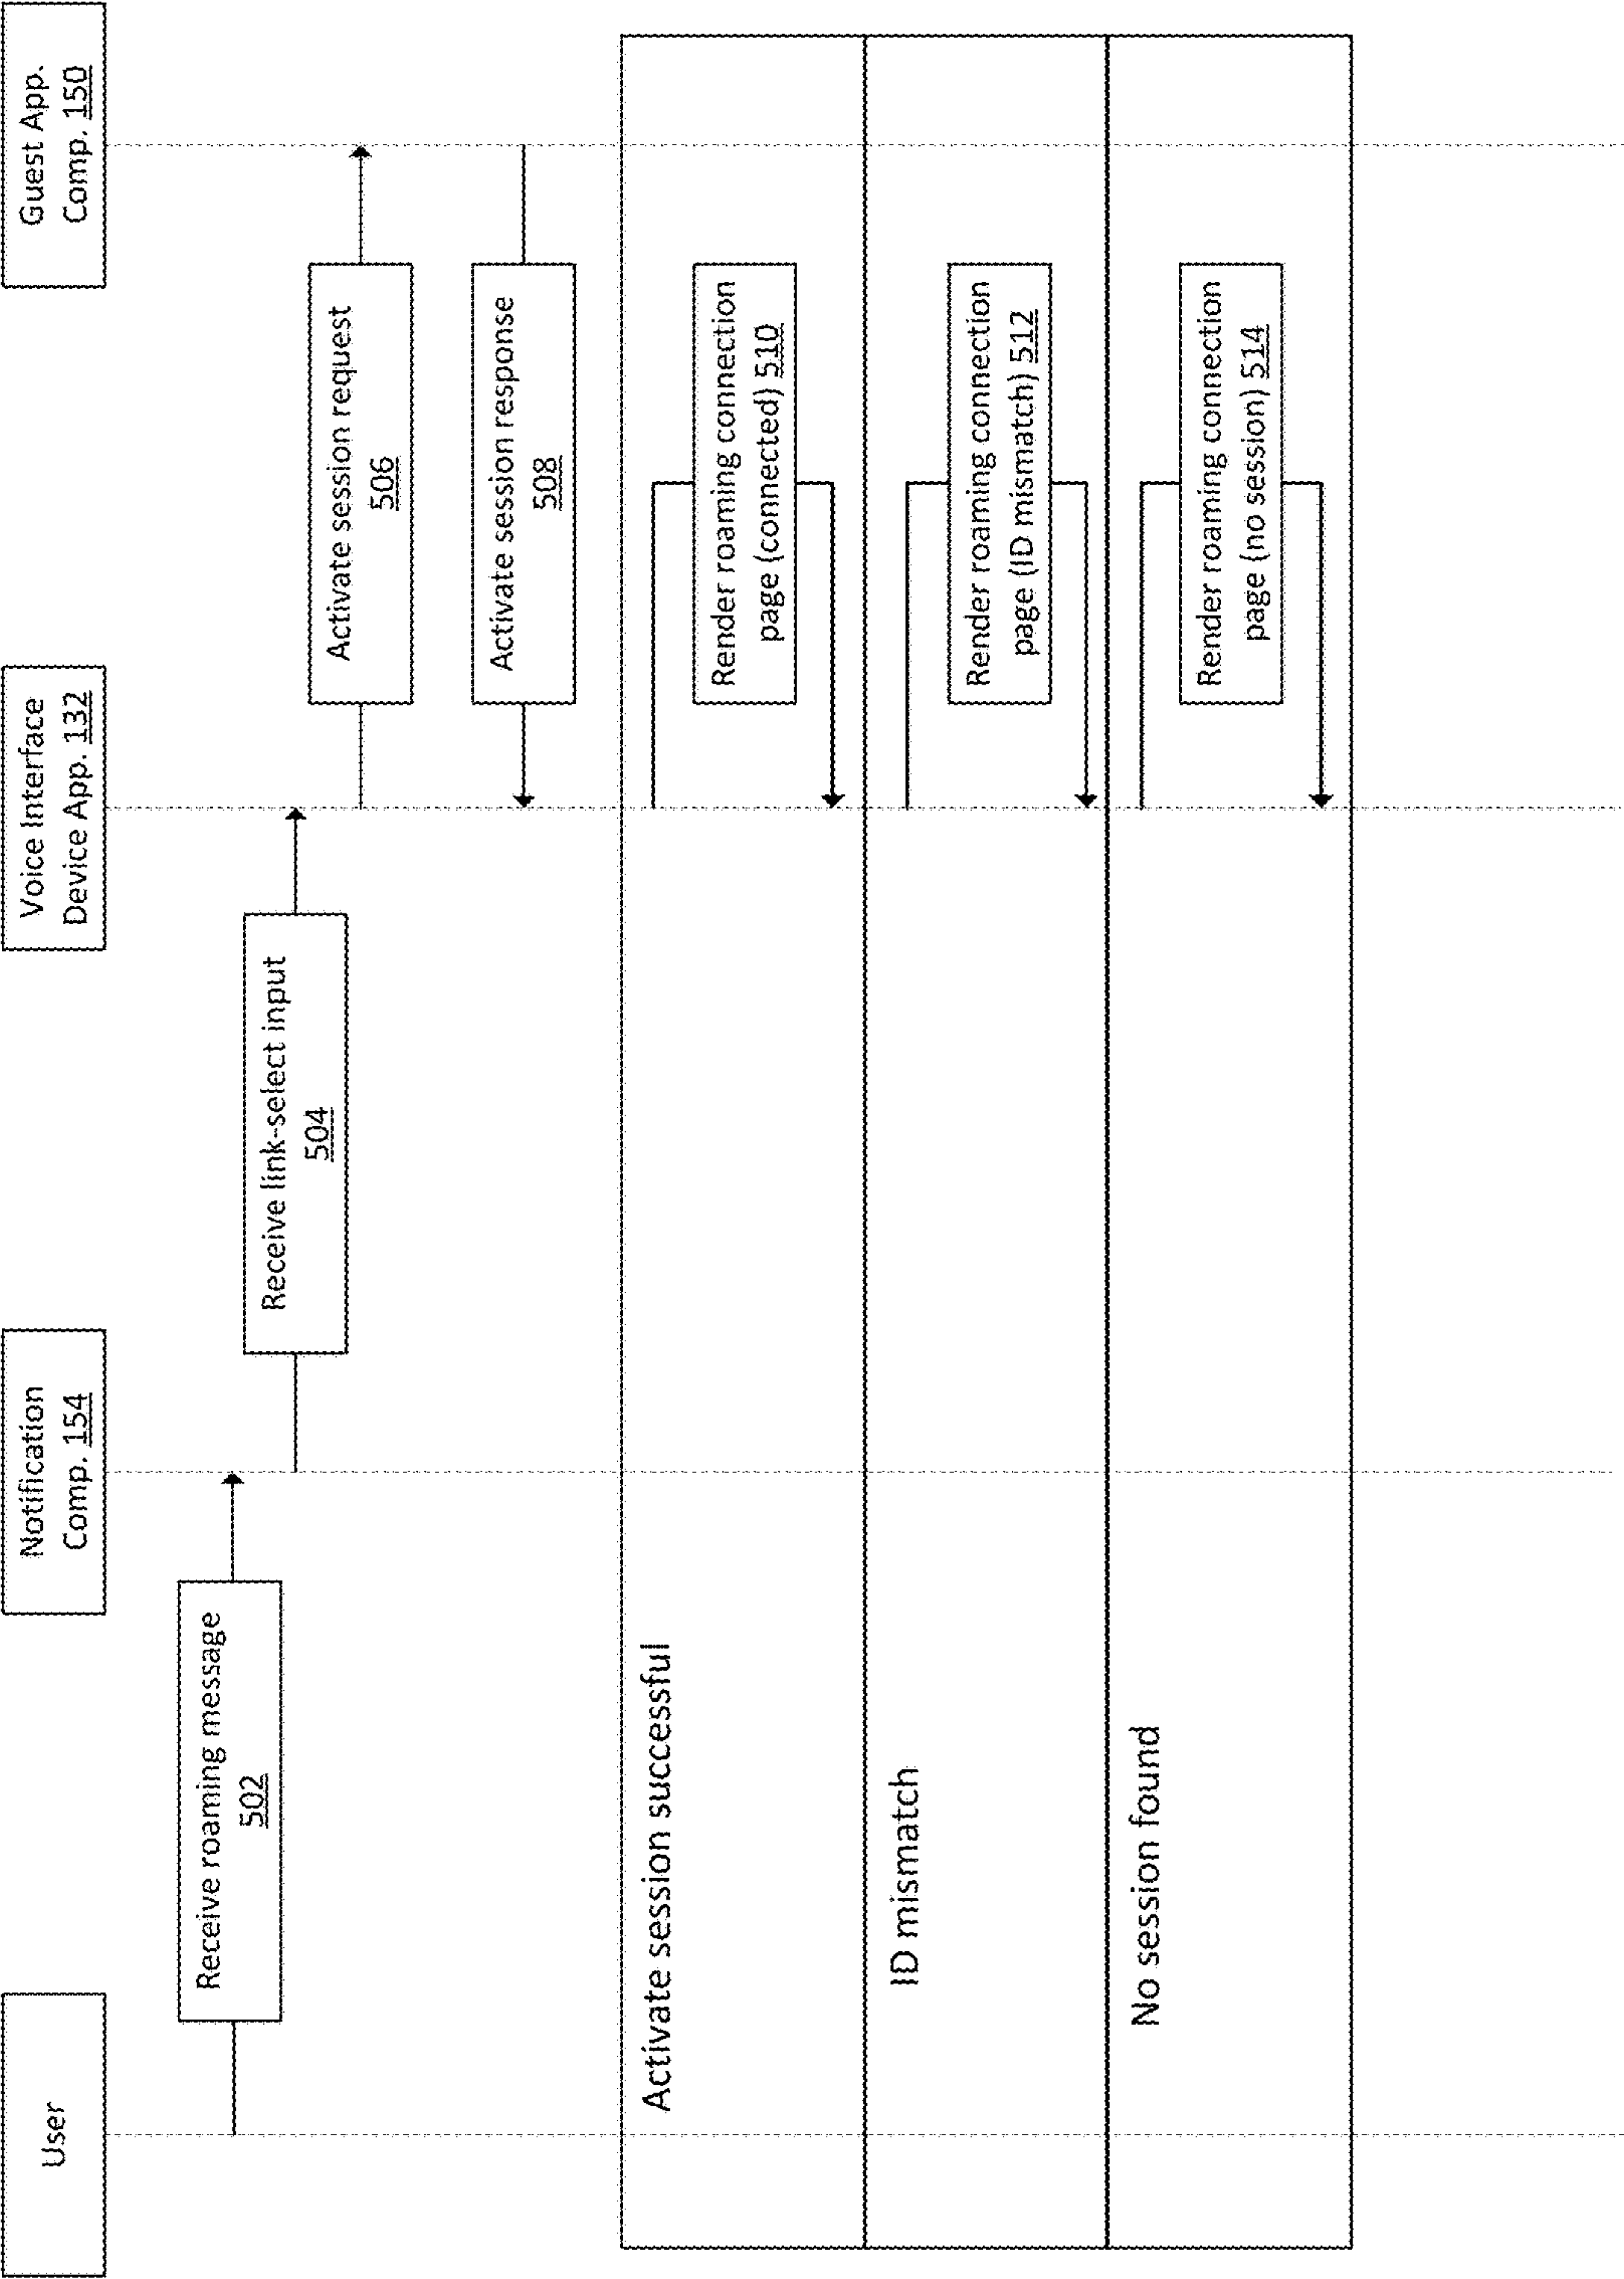 User
Notification
Comp. 154
Voice Interface
Device App. 132
Guest App.
Comp. 150
Receive roaming message
502
Receive link-select input
504
Activate session request
506
Activate session response
508
Activate session successful
Render roaming connection
page (connected) 510
ID mismatch
Render roaming connection
page (ID mismatch) 512
No session found
Render roaming connection
page (no session) 514